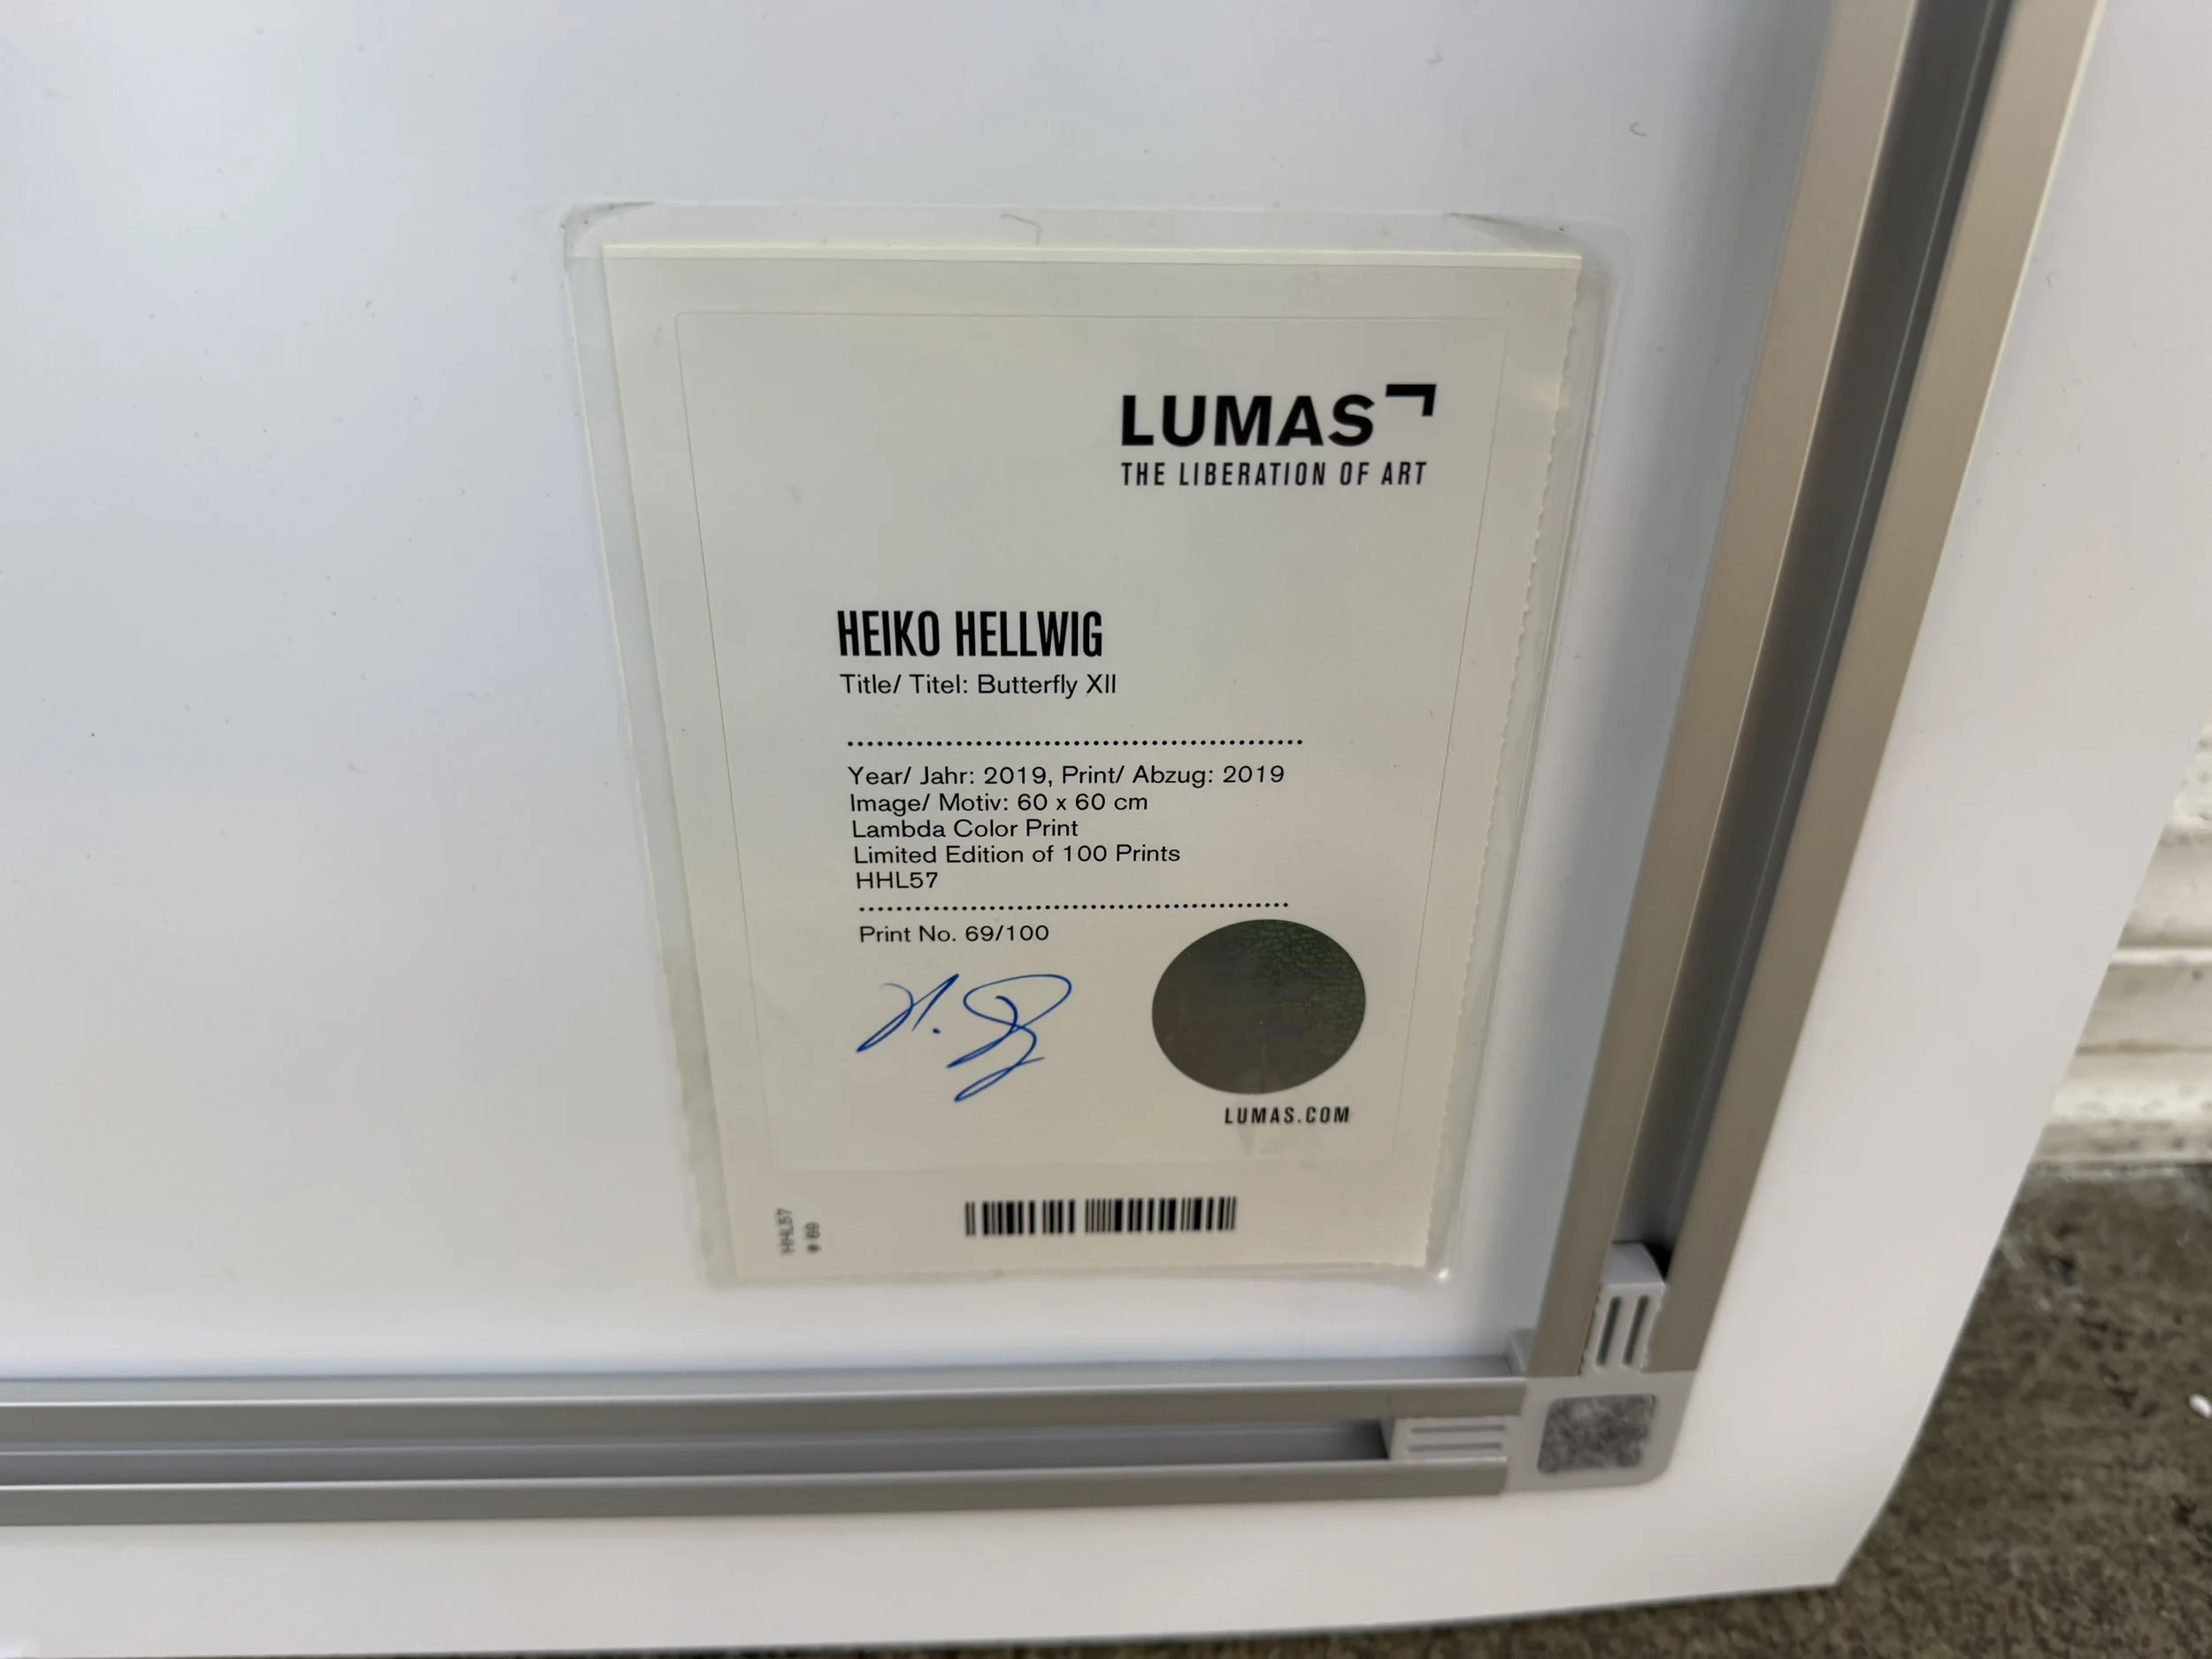 LUMAS
THE LIBERATION OF ART
HEIKO HELLWIG
Title/ Titel: Butterfly XII
Year/ Jahr: 2019, Print/ Abzug: 2019
Image/ Motiv: 60 x 60 cm
Lambda Color Print
Limited Edition of 100 Prints
HHL57
Print No. 69/100
LUMAS.COM
HHL57
# 69